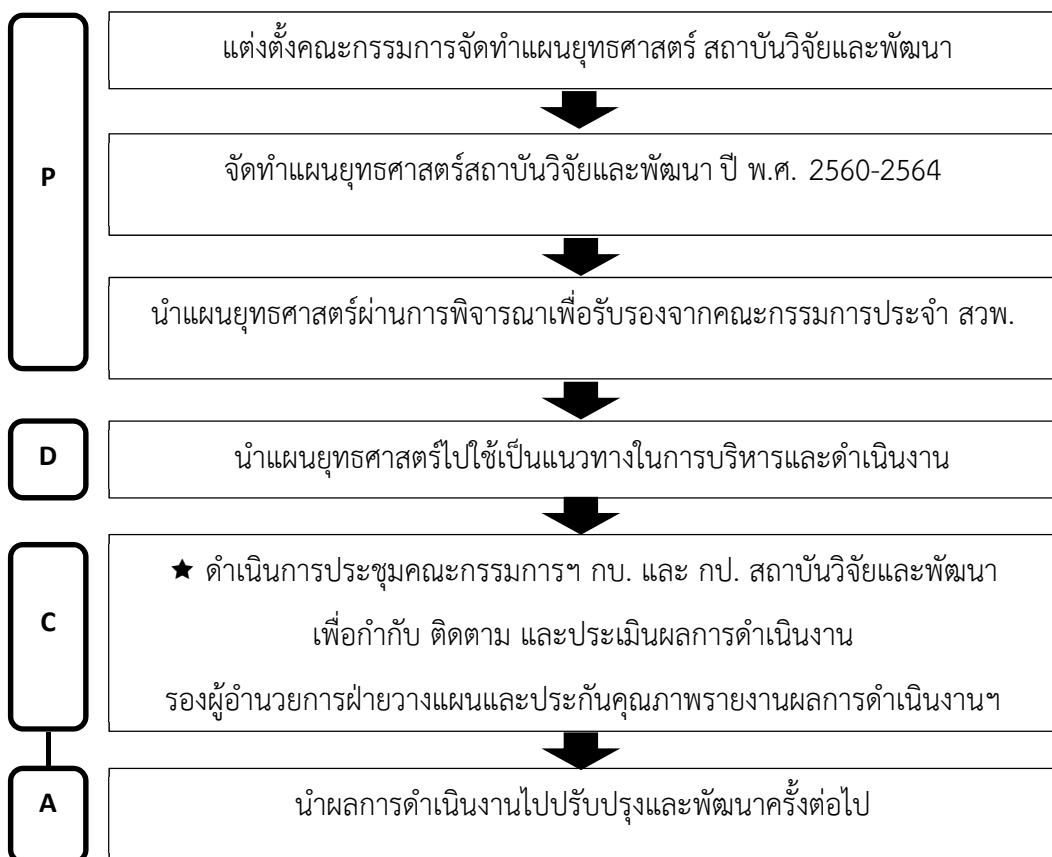 แต่งตั้งคณะกรรมการจัดทำแผนยุทธศาสตร์ สถาบันวิจัยและพัฒนา
P
จัดทำแผนยุทธศาสตร์สถาบันวิจัยและพัฒนา ปี พ.ศ. 2560-2564
นำแผนยุทธศาสตร์ผ่านการพิจารณาเพื่อรับรองจากคณะกรรมการประจำ สวพ.
D
นำแผนยุทธศาสตร์ไปใช้เป็นแนวทางในการบริหารและดำเนินงาน
C
★ ดำเนินการประชุมคณะกรรมการฯ กบ. และ กป. สถาบันวิจัยและพัฒนา
เพื่อกำกับ ติดตาม และประเมินผลการดำเนินงาน
รองผู้อำนวยการฝ่ายวางแผนและประกันคุณภาพรายงานผลการดำเนินงานฯ
A
นำผลการดำเนินงานไปปรับปรุงและพัฒนาครั้งต่อไป